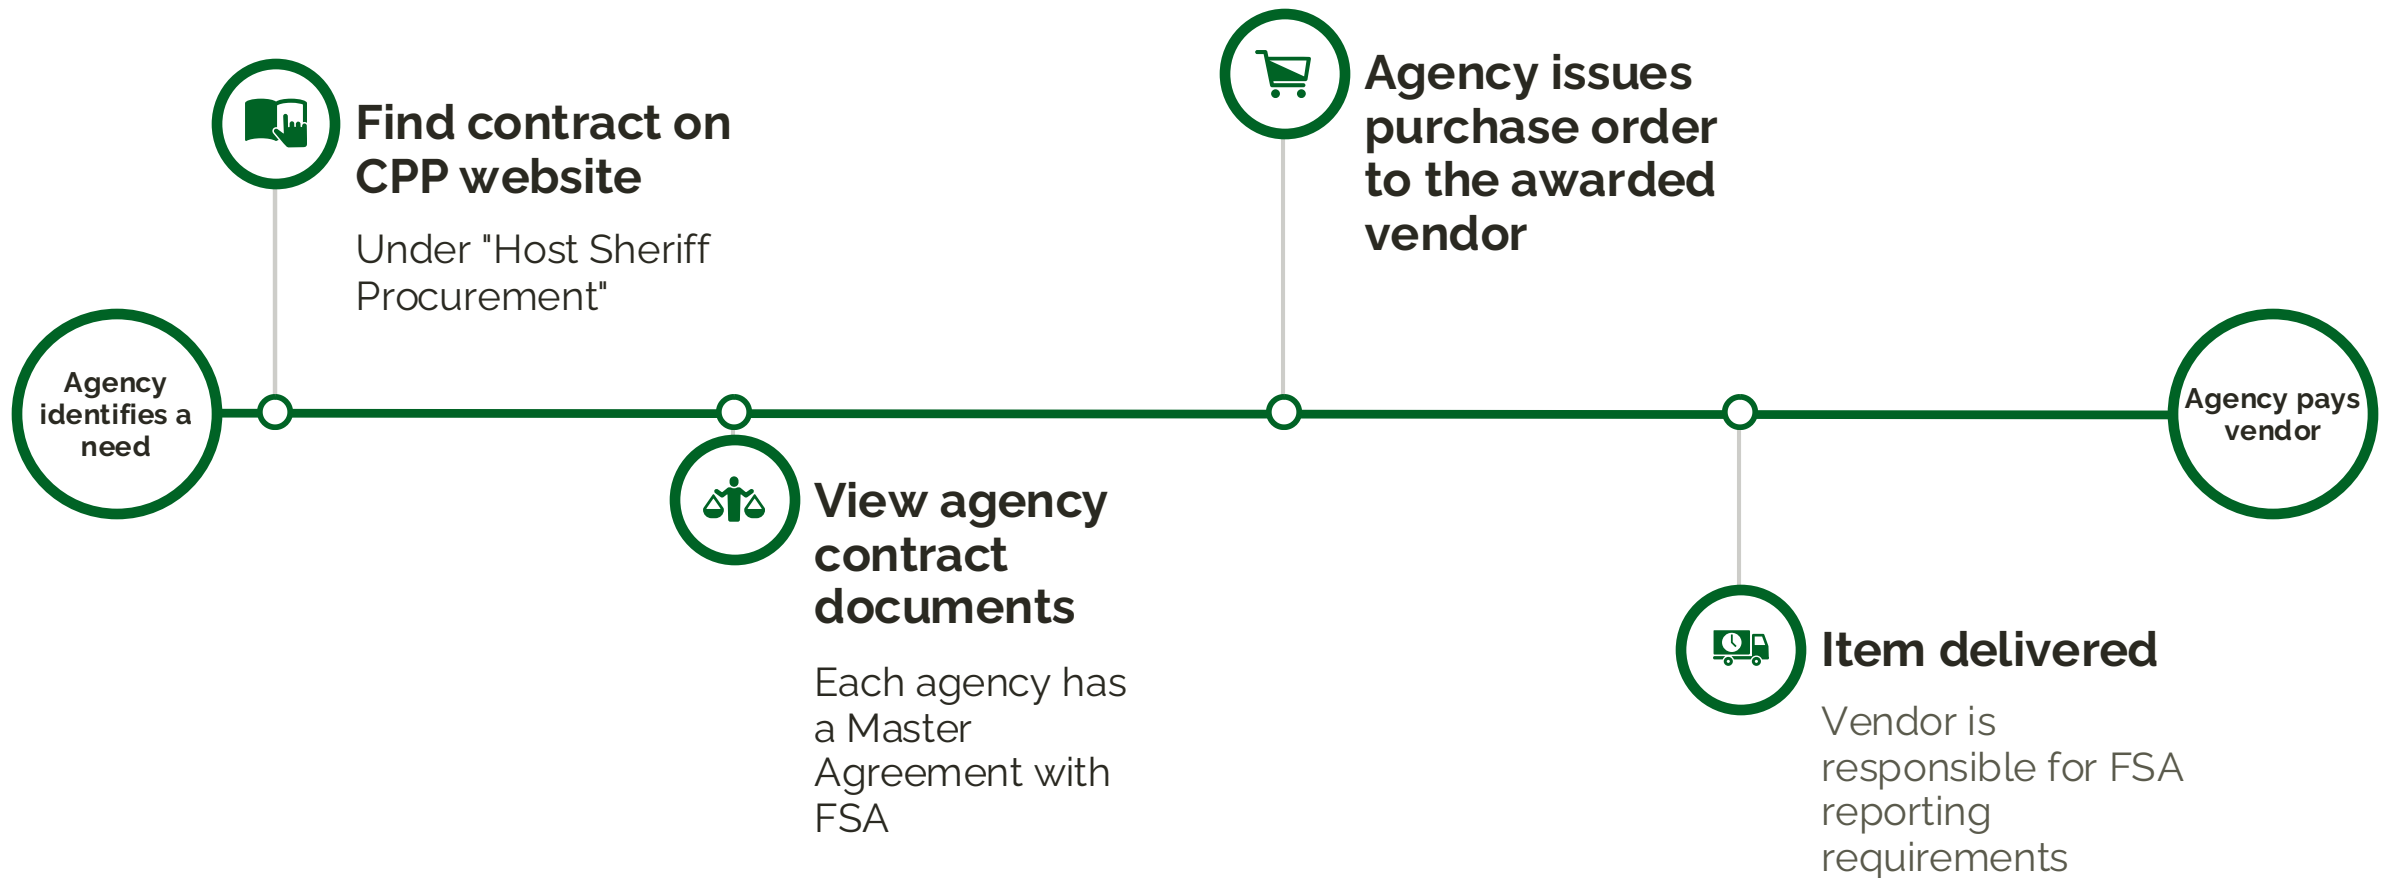 Agency
identifies a
need
Find contract on
CPP website
Under "Host Sheriff
Procurement"
View agency
contract
documents
Each agency has
a Master
Agreement with
FSA
Agency issues
purchase order
to the awarded
vendor
Item delivered
Vendor is
responsible for FSA
reporting
requirements
Agency pays
vendor